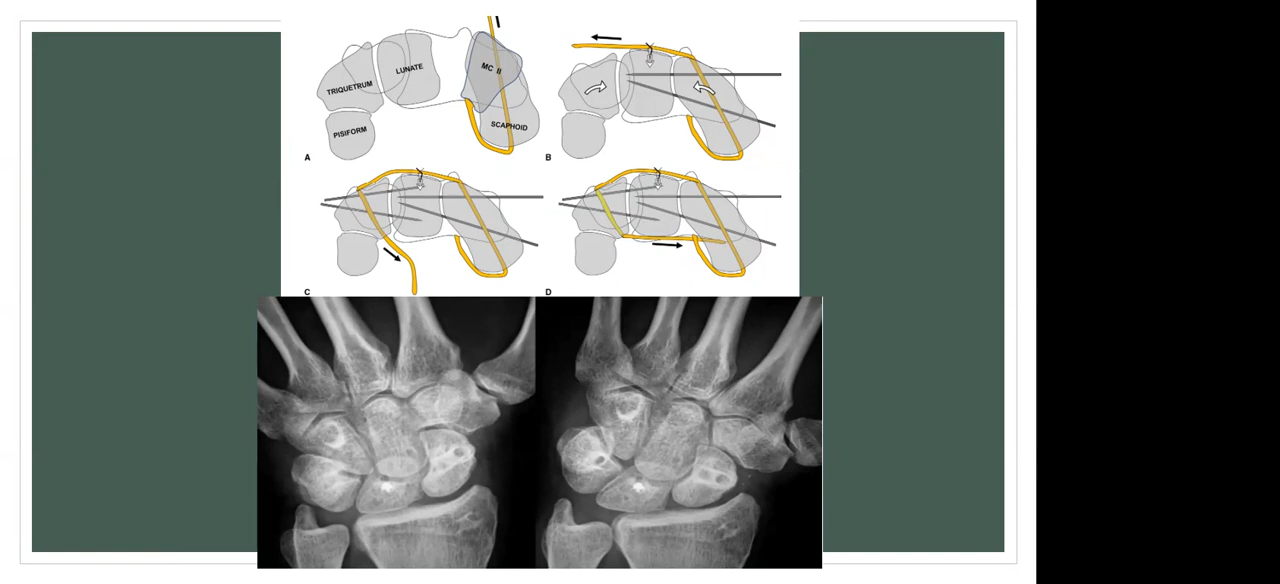 MC II
LUNATE
TRIQUETRUM
SCAPHOID
PISIFORM
A
B
C
D